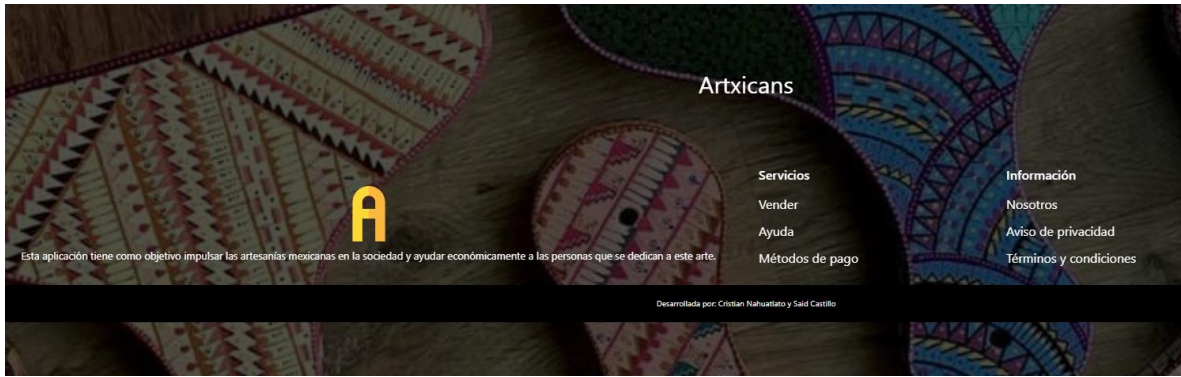 Artxicans
A
Esta aplicación tiene como objetivo impulsar las artesanías mexicanas en la sociedad y ayudar económicamente a las personas que se dedican a este arte.
Servicios
Vender
Ayuda
Métodos de pago
Información
Nosotros
Aviso de privacidad
Términos y condiciones
Desarrollada por: Cristian Nahuatlato y Said Castillo